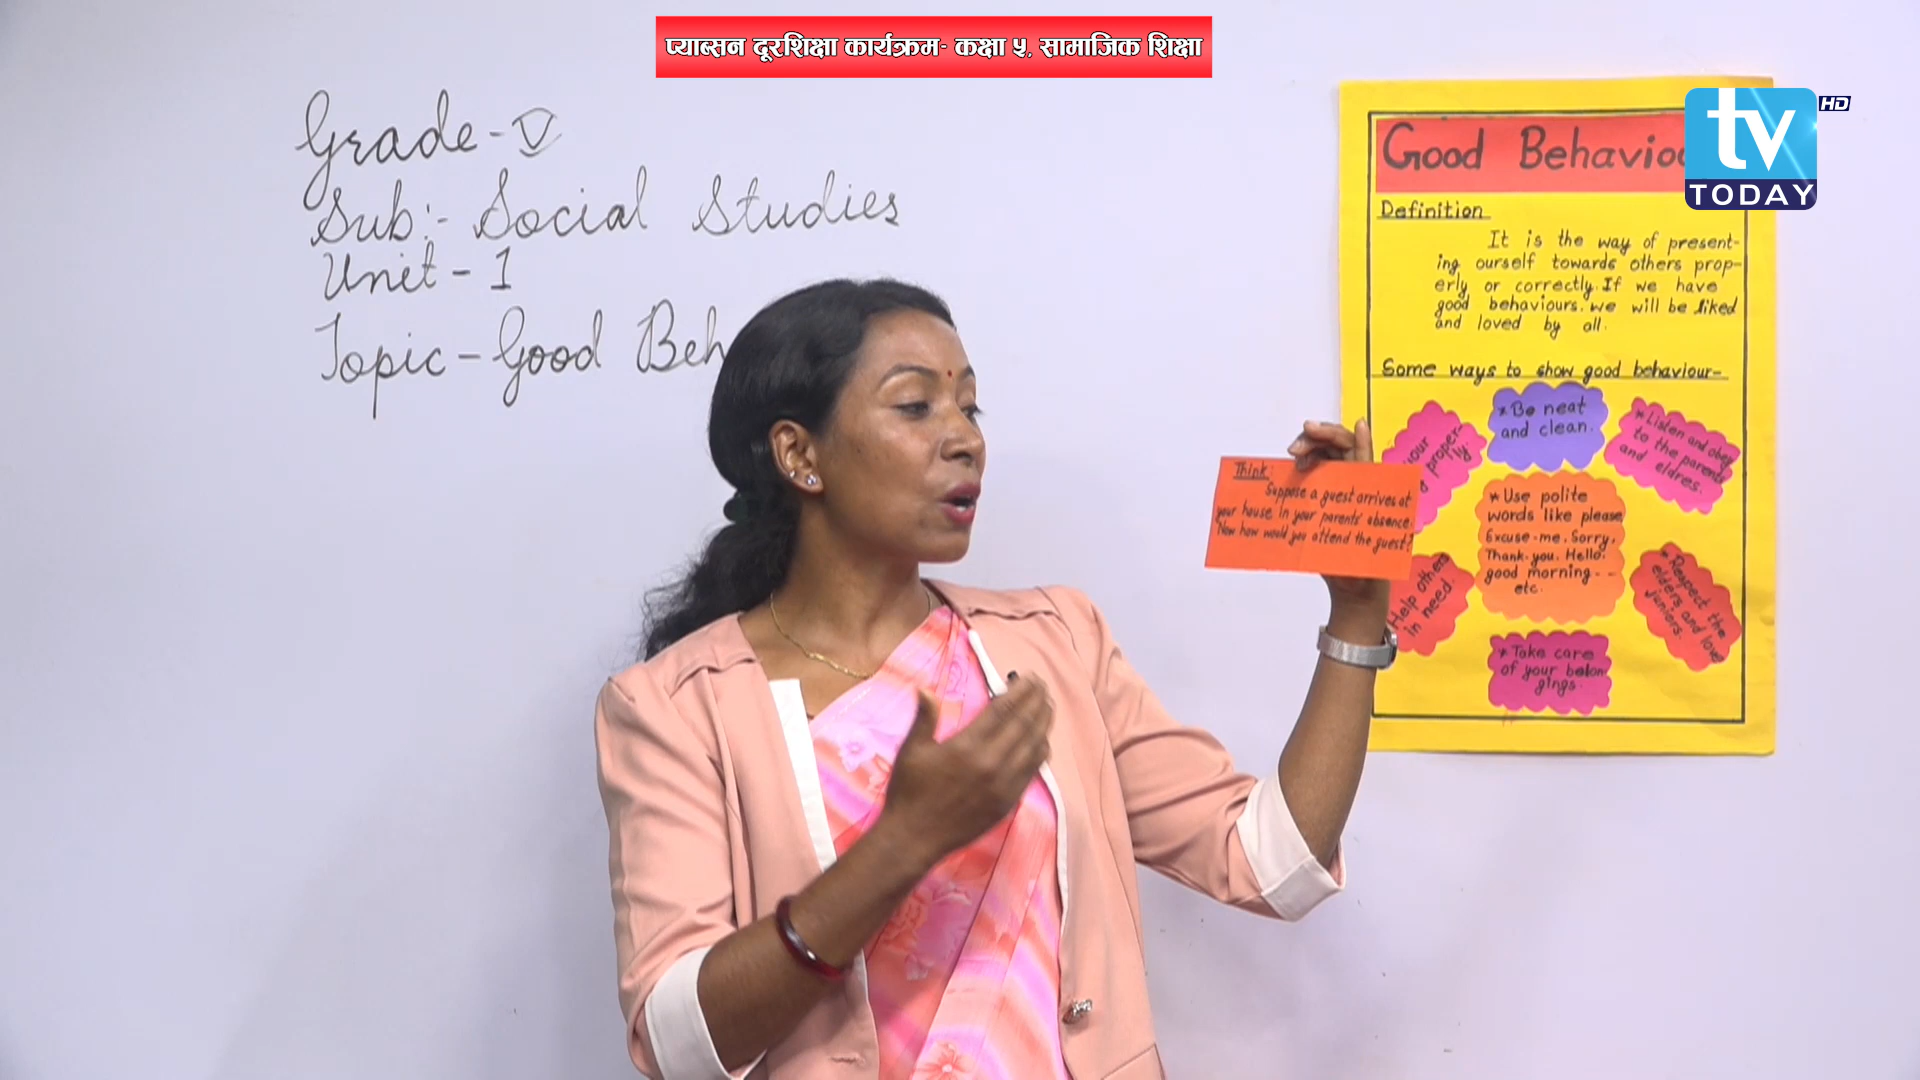 प्याब्सन दूरशिक्षा कार्यक्रम- कक्षा ५, सामाजिक शिक्षा
Grade - V
Sub:- Social Studies
Unit - 1
Topic - Good Beh
tv
TODAY
HD
Good Behaviou
Definition
It is the way of present-
ing ourself towards others prop-
erly or correctly. If we have
good behaviours. we will be liked
and loved by all.
Some ways to show good behaviour-
your
proper-
ly.
* Be neat
and clean.
* Listen and obey
to the parents
and eldres.
* Use polite
words like please,
Excuse-me, Sorry,
Thank-you. Hello.
good morning - -
etc.
Help others
in need.
* Respect the
elders and love
juniors.
* Take care
of your belon
gings.
Think:
Suppose a guest arrives at
your house in your parents' absence.
Now how would you attend the guest?